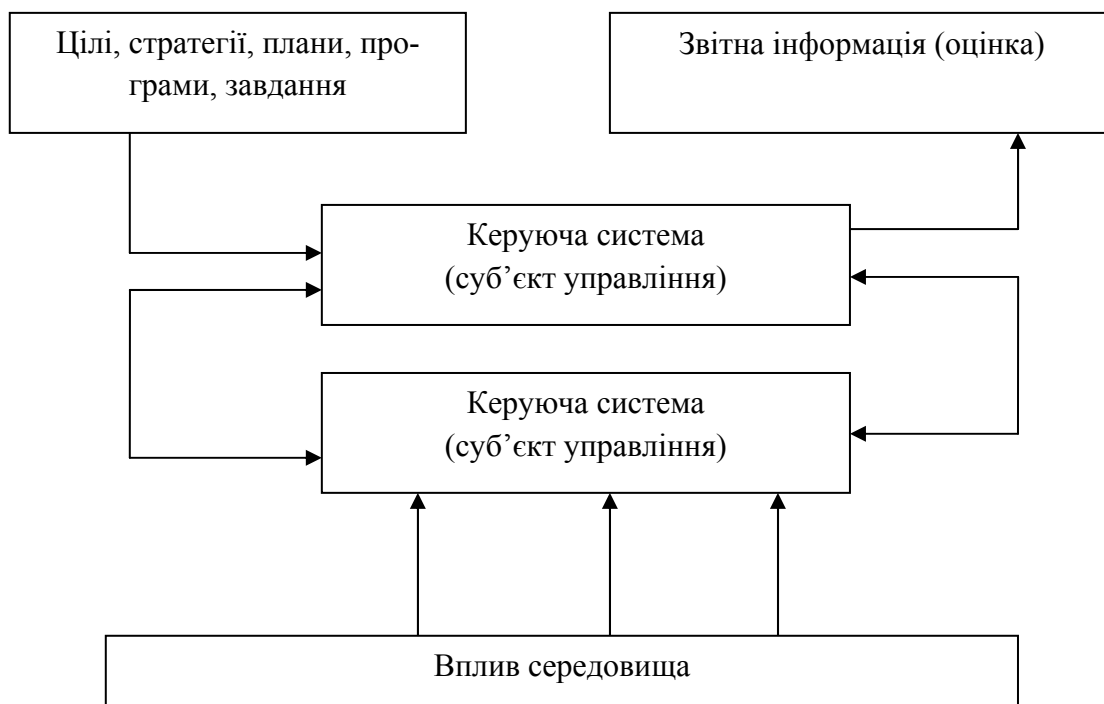 Цілі, стратегії, плани, про-
грами, завдання
Звітна інформація (оцінка)
Керуюча система
(суб’єкт управління)
Керуюча система
(суб’єкт управління)
Вплив середовища